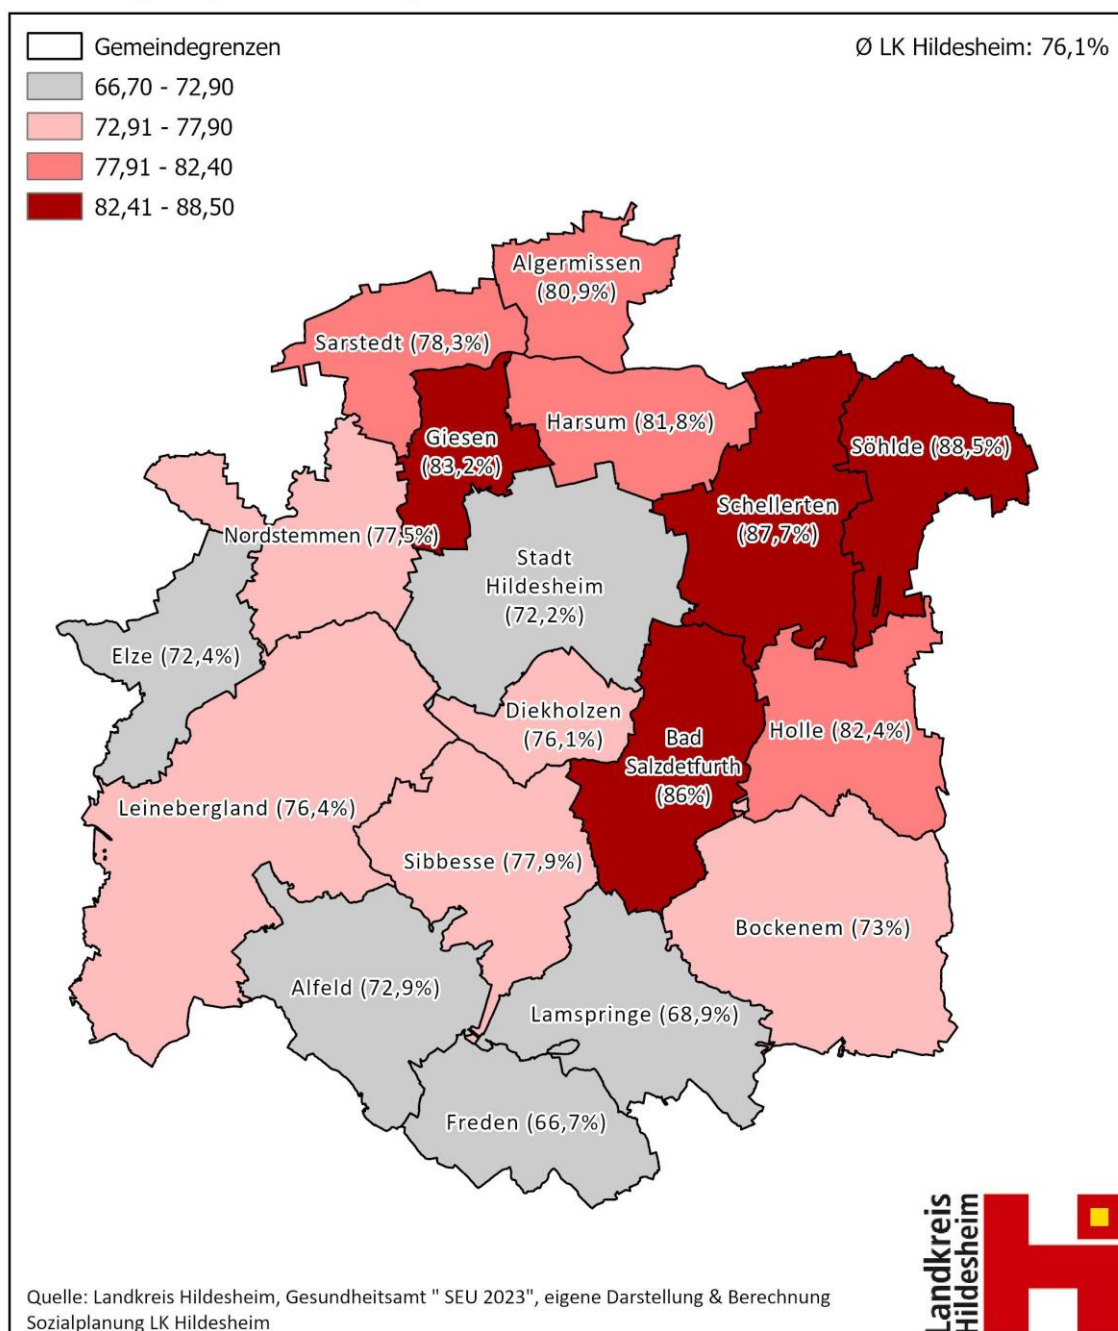 Gemeindegrenzen
66,70 - 72,90
72,91 - 77,90
77,91 - 82,40
82,41 - 88,50
Ø LK Hildesheim: 76,1%
Algermissen
(80,9%)
Sarstedt (78,3%)
Harsum (81,8%)
Giesen
(83,2%)
Söhlde (88,5%)
Schellerten
(87,7%)
Nordstemmen (77,5%)
Stadt
Hildesheim
(72,2%)
Elze (72,4%)
Diekholzen
(76,1%)
Bad
Salzdetfurth
(86%)
Holle (82,4%)
Leinebergland (76,4%)
Sibbesse (77,9%)
Bockenem (73%)
Alfeld (72,9%)
Lamspringe (68,9%)
Freden (66,7%)
Quelle: Landkreis Hildesheim, Gesundheitsamt " SEU 2023", eigene Darstellung & Berechnung
Sozialplanung LK Hildesheim
Landkreis
Hildesheim